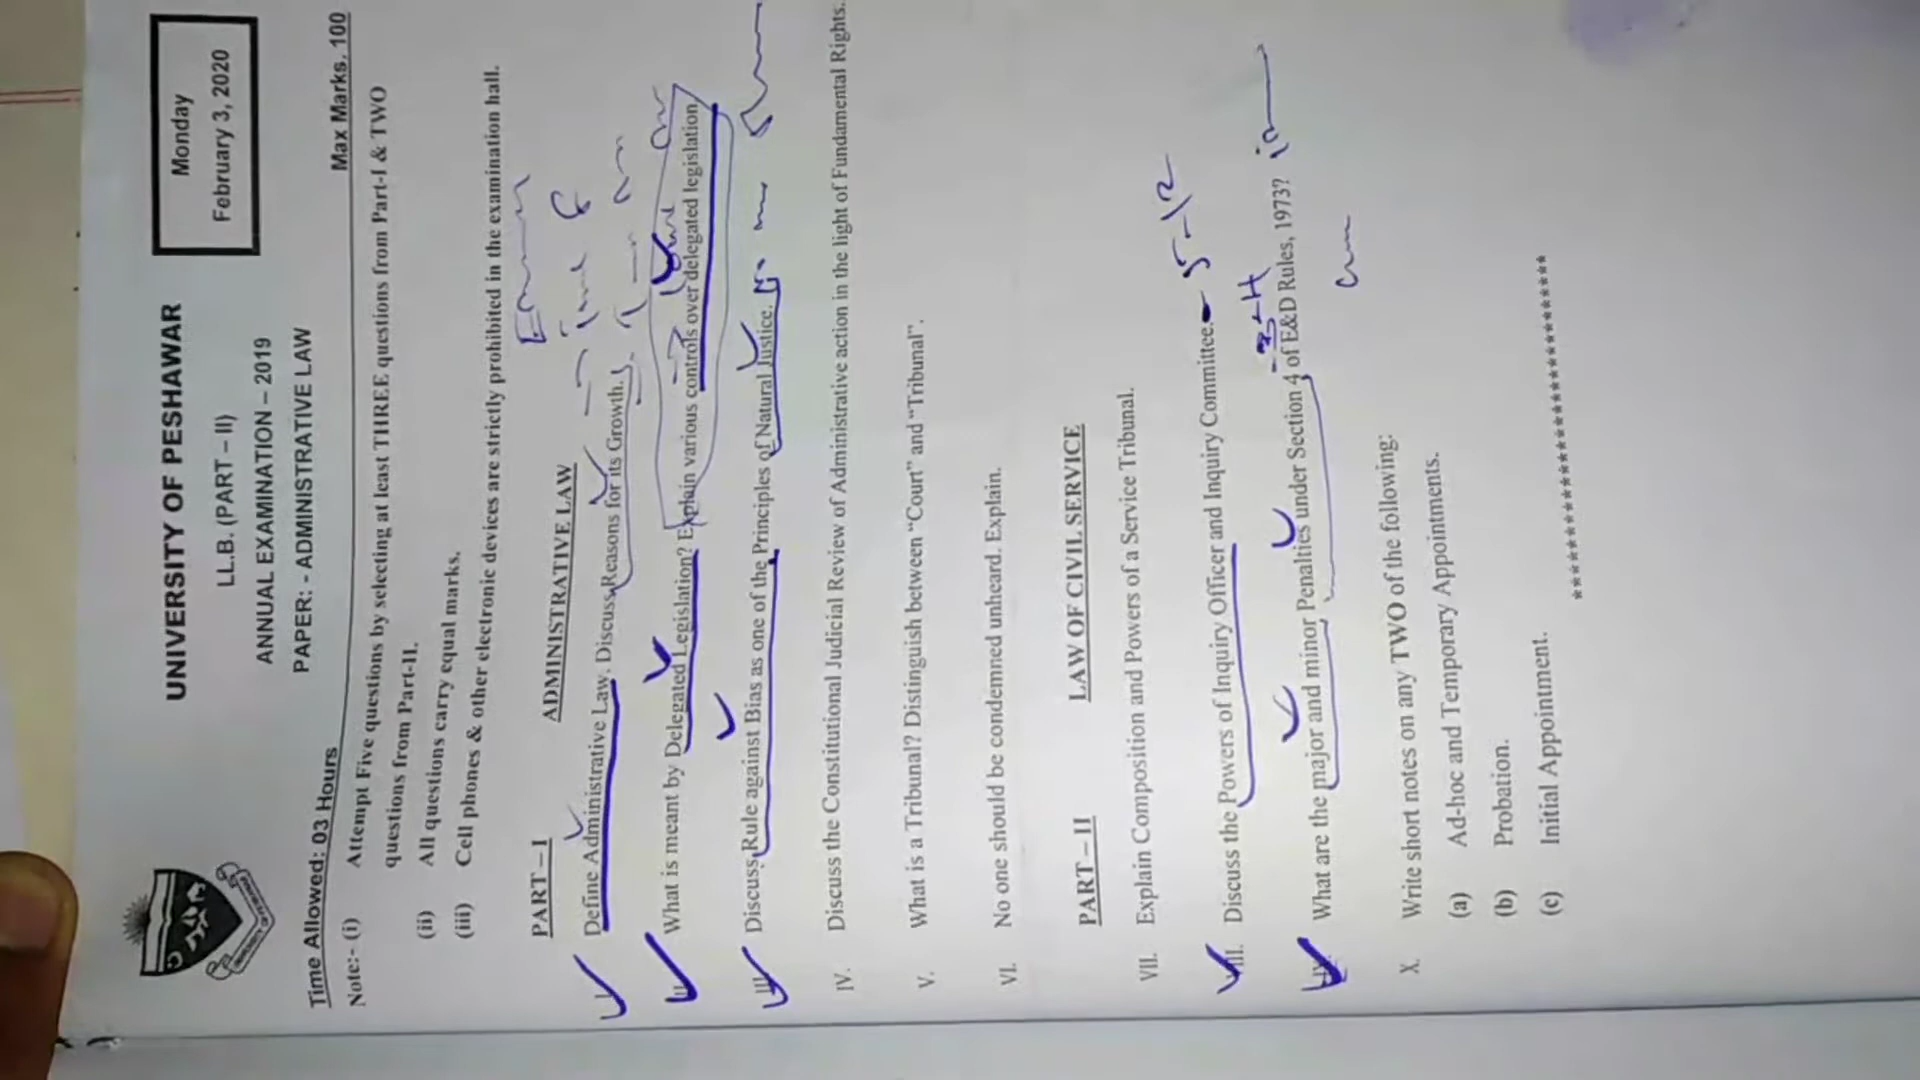 UNIVERSITY OF PESHAWAR
Monday
February 3, 2020
LL.B. (PART – II)
ANNUAL EXAMINATION – 2019
PAPER: - ADMINISTRATIVE LAW
Time Allowed: 03 Hours Max Marks. 100
Note:- (i) Attempt Five questions by selecting at least THREE questions from Part-I & TWO
questions from Part-II.
(ii) All questions carry equal marks.
(iii) Cell phones & other electronic devices are strictly prohibited in the examination hall.
PART – I ADMINISTRATIVE LAW
Define Administrative Law. Discuss Reasons for its Growth.
What is meant by Delegated Legislation? Explain various controls over delegated legislation
Discuss Rule against Bias as one of the Principles of Natural Justice.
IV. Discuss the Constitutional Judicial Review of Administrative action in the light of Fundamental Rights.
V. What is a Tribunal? Distinguish between “Court” and “Tribunal”.
VI. No one should be condemned unheard. Explain.
PART – II LAW OF CIVIL SERVICE
VII. Explain Composition and Powers of a Service Tribunal.
VIII. Discuss the Powers of Inquiry Officer and Inquiry Committee. 5-12
What are the major and minor Penalties under Section 4 of E&D Rules, 1973?
X. Write short notes on any TWO of the following:
(a) Ad-hoc and Temporary Appointments.
(b) Probation.
(c) Initial Appointment.